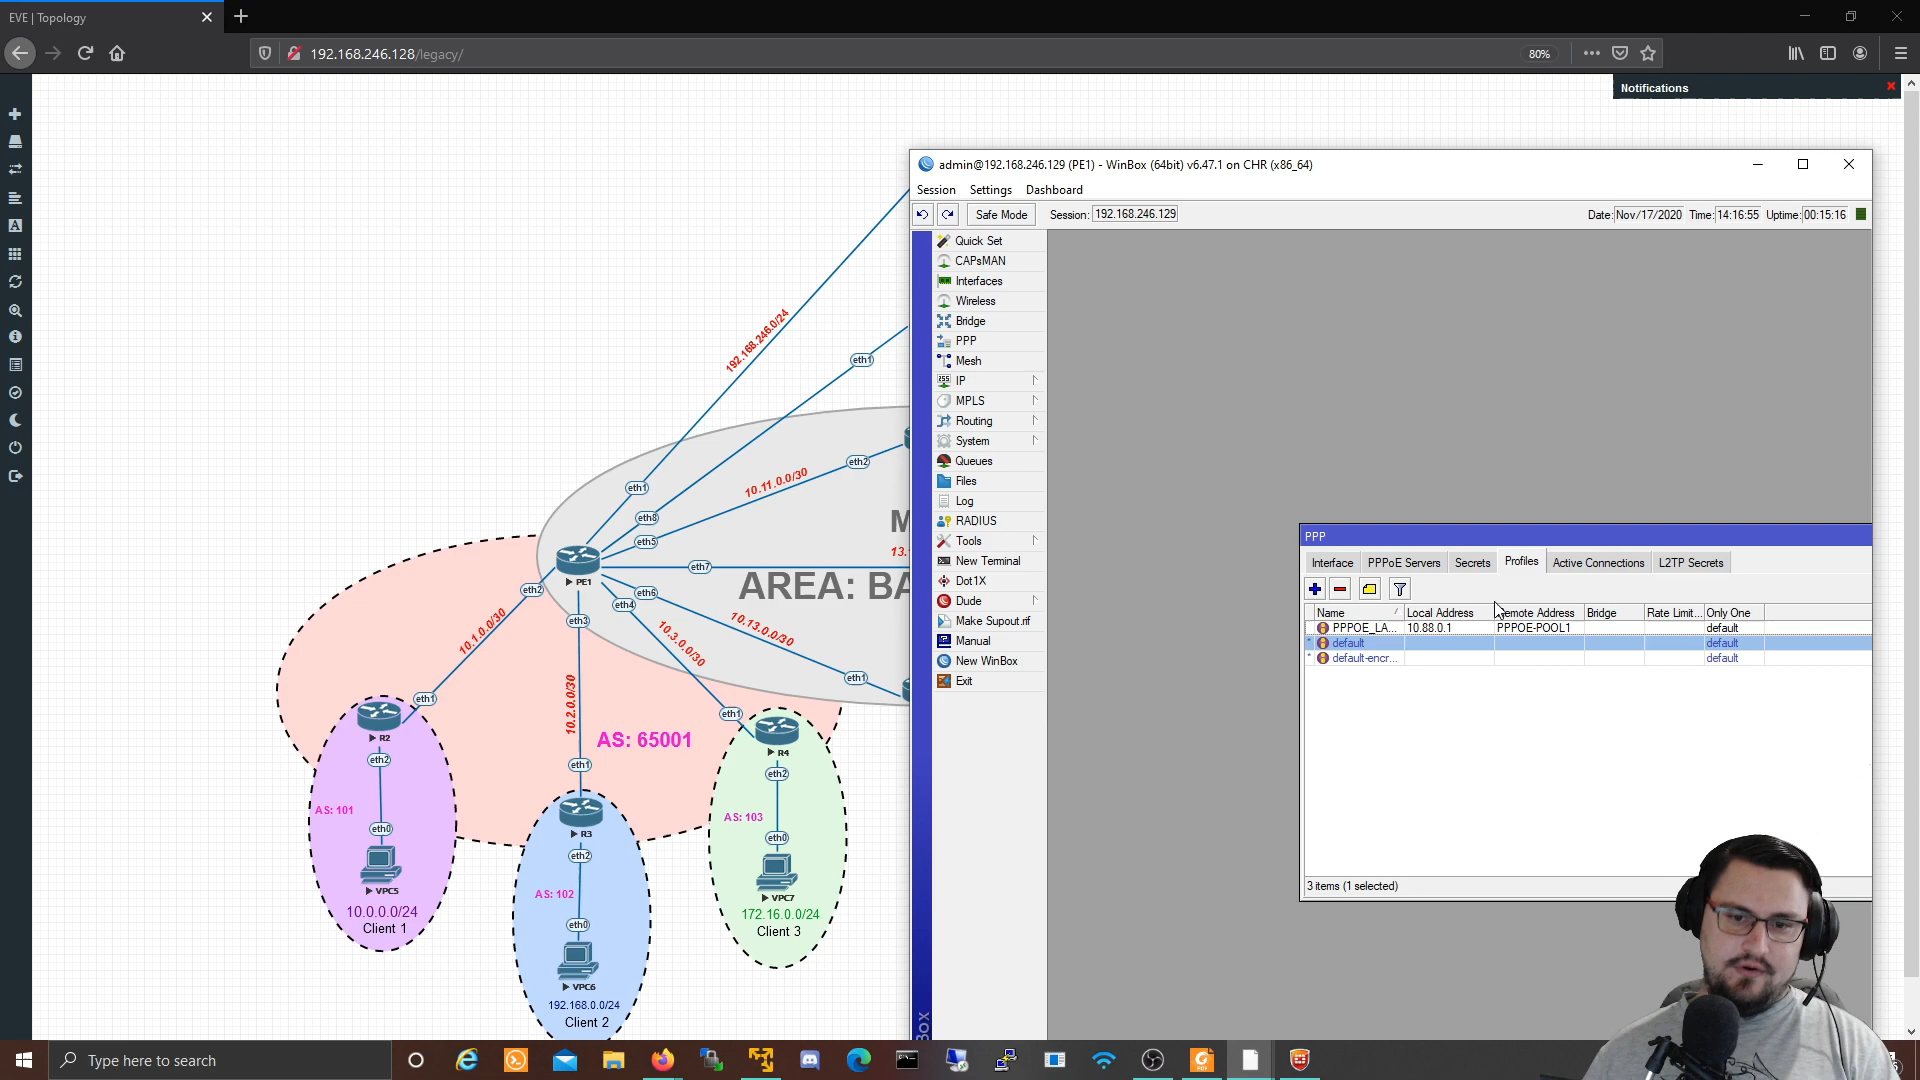 EVE | Topology
192.168.246.128/legacy/
80%
Notifications
admin@192.168.246.129 (PE1) - WinBox (64bit) v6.47.1 on CHR (x86_64)
Session Settings Dashboard
Safe Mode Session: 192.168.246.129 Date: Nov/17/2020 Time: 14:16:55 Uptime: 00:15:16
Quick Set
CAPsMAN
Interfaces
Wireless
Bridge
PPP
Mesh
IP
MPLS
Routing
System
Queues
Files
Log
RADIUS
Tools
New Terminal
Dot1X
Dude
Make Supout.rif
Manual
New WinBox
Exit
PPP
Interface PPPoE Servers Secrets Profiles Active Connections L2TP Secrets
Name Local Address Remote Address Bridge Rate Limit... Only One
PPPOE_LA... 10.88.0.1 PPPOE-POOL1 default
* default default
* default-encr... default
3 items (1 selected)
192.168.246.0/24
eth1
eth1
eth2
10.11.0.0/30
eth8
eth5
M
13.
AREA: BA
eth7
PE1
eth2
eth6
eth4
eth3
10.1.0.0/30
10.3.0.0/30
10.13.0.0/30
10.2.0.0/30
eth1
eth1
eth1
eth1
AS: 65001
R2
eth2
AS: 101
eth0
VPC5
10.0.0.0/24
Client 1
R3
eth2
AS: 102
eth0
VPC6
192.168.0.0/24
Client 2
R4
eth2
AS: 103
eth0
VPC7
172.16.0.0/24
Client 3
Type here to search